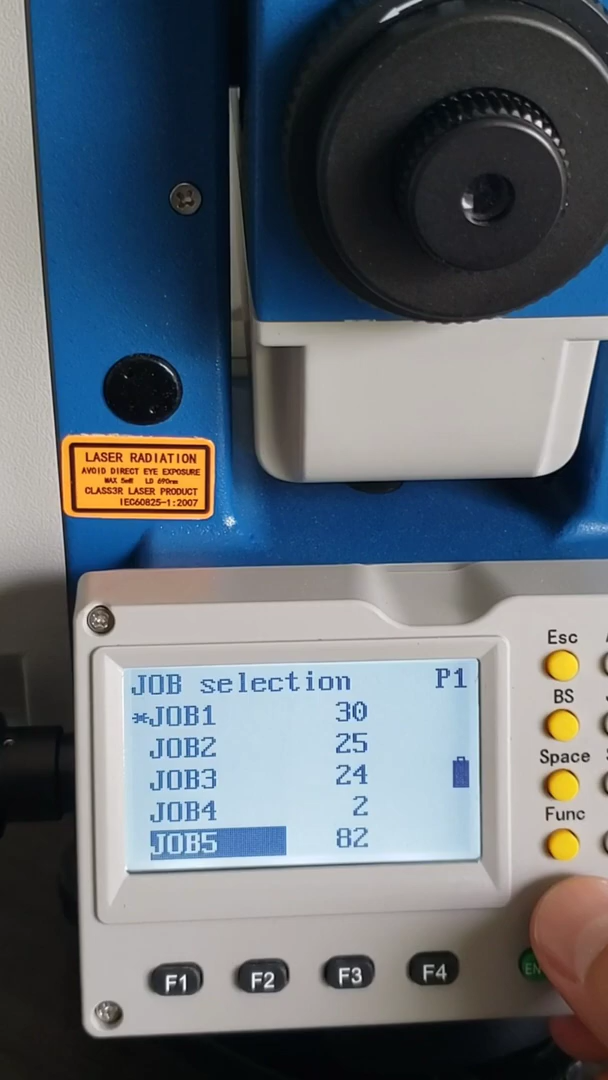 LASER RADIATION
AVOID DIRECT EYE EXPOSURE
MAX 5mW LD 690nm
CLASS3R LASER PRODUCT
IEC60825-1:2007
JOB selection P1
*JOB1 30
JOB2 25
JOB3 24
JOB4 2
JOB5 82
Esc
BS
Space
Func
F1 F2 F3 F4